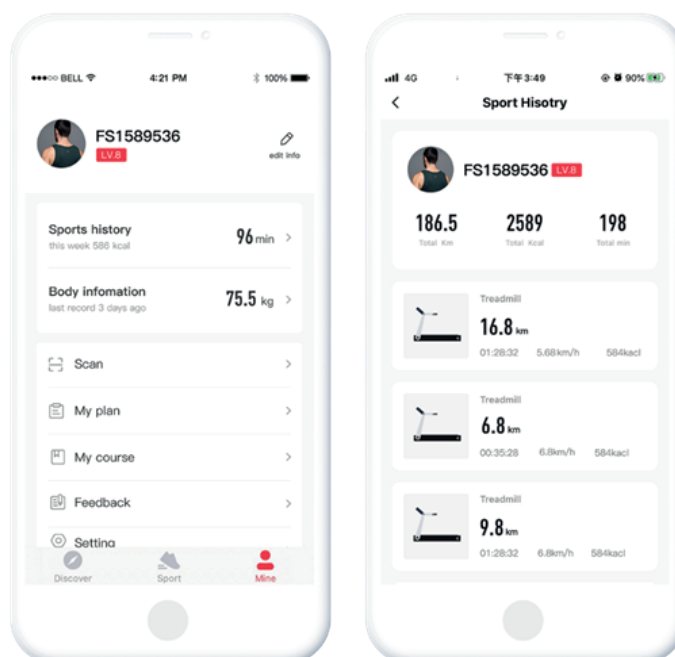 BELL 4:21 PM 100%
FS1589536
LV.8
edit info
Sports history
this week 586 kcal
96 min
Body infomation
last record 3 days ago
75.5 kg
Scan
My plan
My course
Feedback
Setting
Discover Sport Mine
4G 下午3:49 90%
Sport Hisotry
FS1589536 LV.8
186.5 2589 198
Total Km Total Kcal Total min
Treadmill
16.8 km
01:28:32 5.68km/h 584kacl
Treadmill
6.8 km
00:35:28 6.8km/h 584kacl
Treadmill
9.8 km
01:28:32 6.8km/h 584kacl